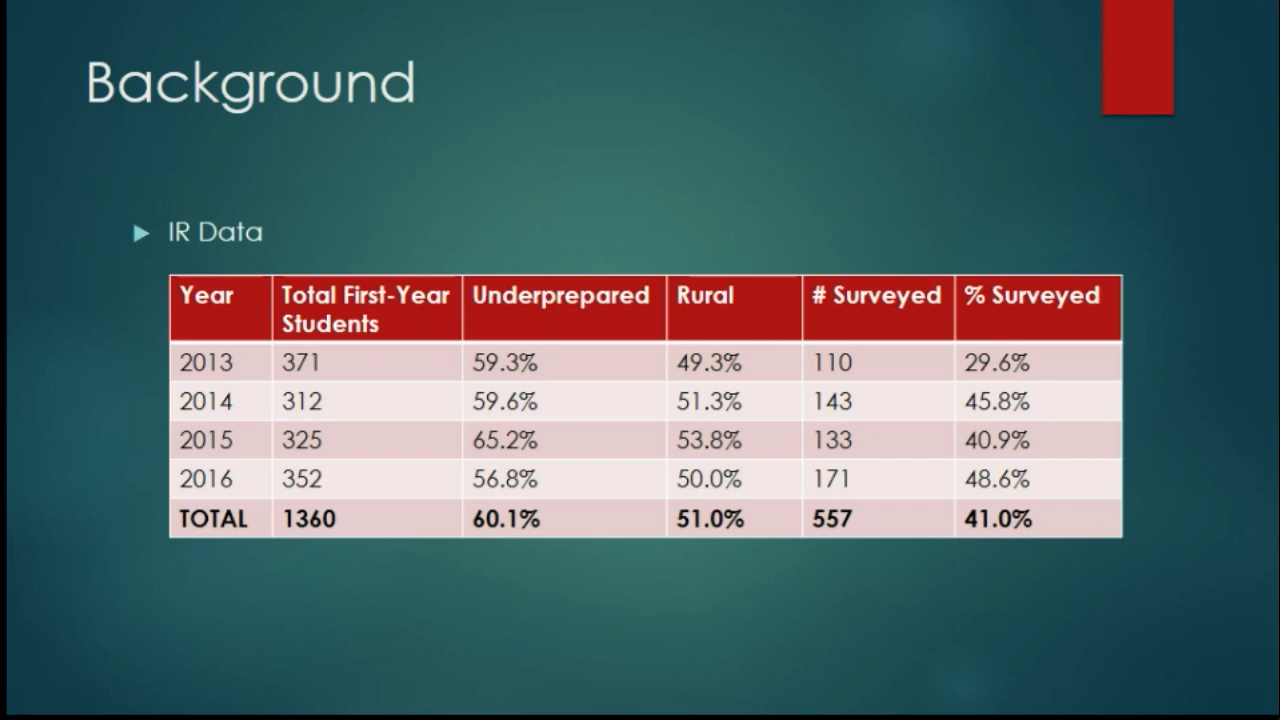 Background
IR Data
Year Total First-Year Students Underprepared Rural # Surveyed % Surveyed
2013 371 59.3% 49.3% 110 29.6%
2014 312 59.6% 51.3% 143 45.8%
2015 325 65.2% 53.8% 133 40.9%
2016 352 56.8% 50.0% 171 48.6%
TOTAL 1360 60.1% 51.0% 557 41.0%